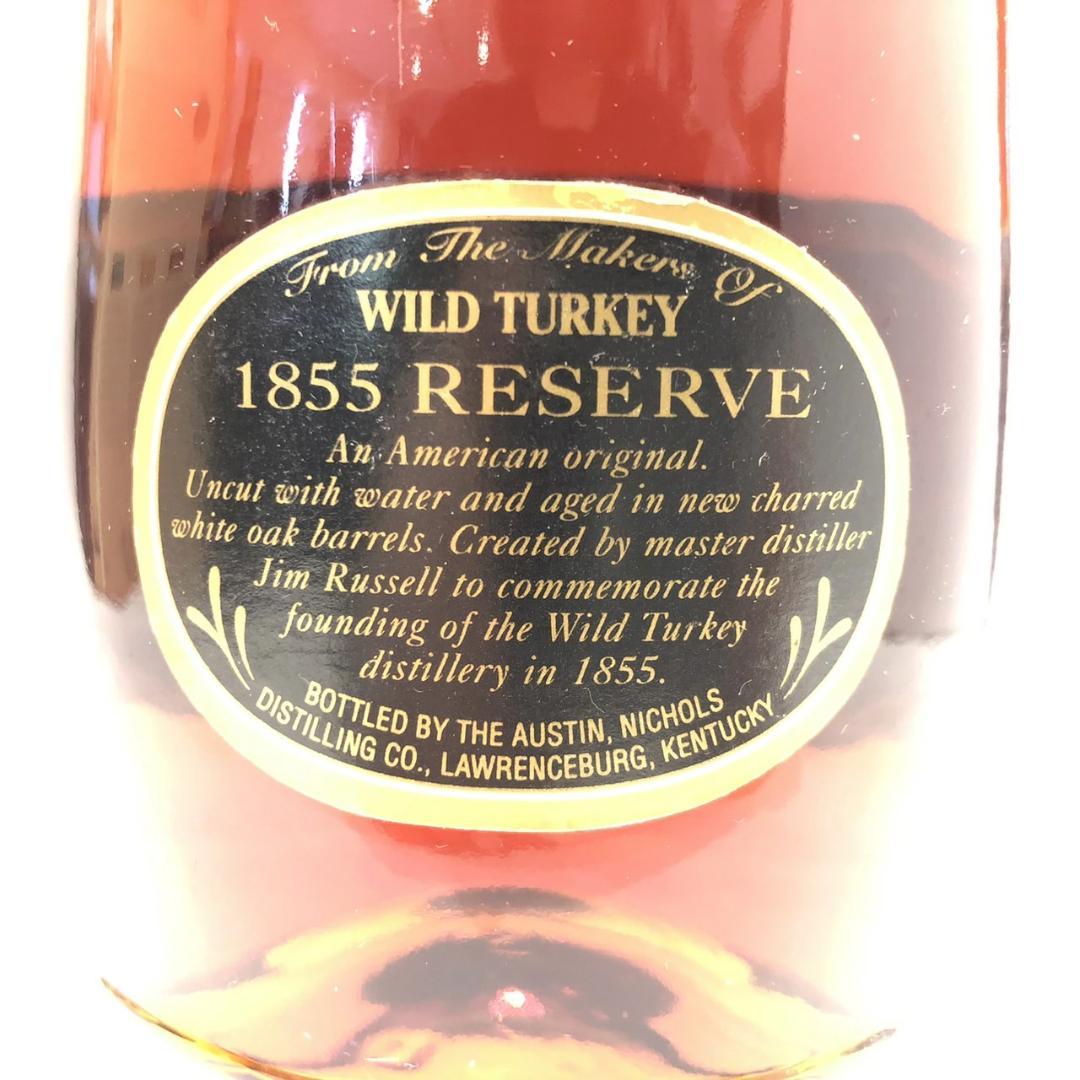 From The Makers Of
WILD TURKEY
1855 RESERVE
An American original.
Uncut with water and aged in new charred
white oak barrels. Created by master distiller
Jim Russell to commemorate the
founding of the Wild Turkey
distillery in 1855.
BOTTLED BY THE AUSTIN, NICHOLS
DISTILLING CO., LAWRENCEBURG, KENTUCKY